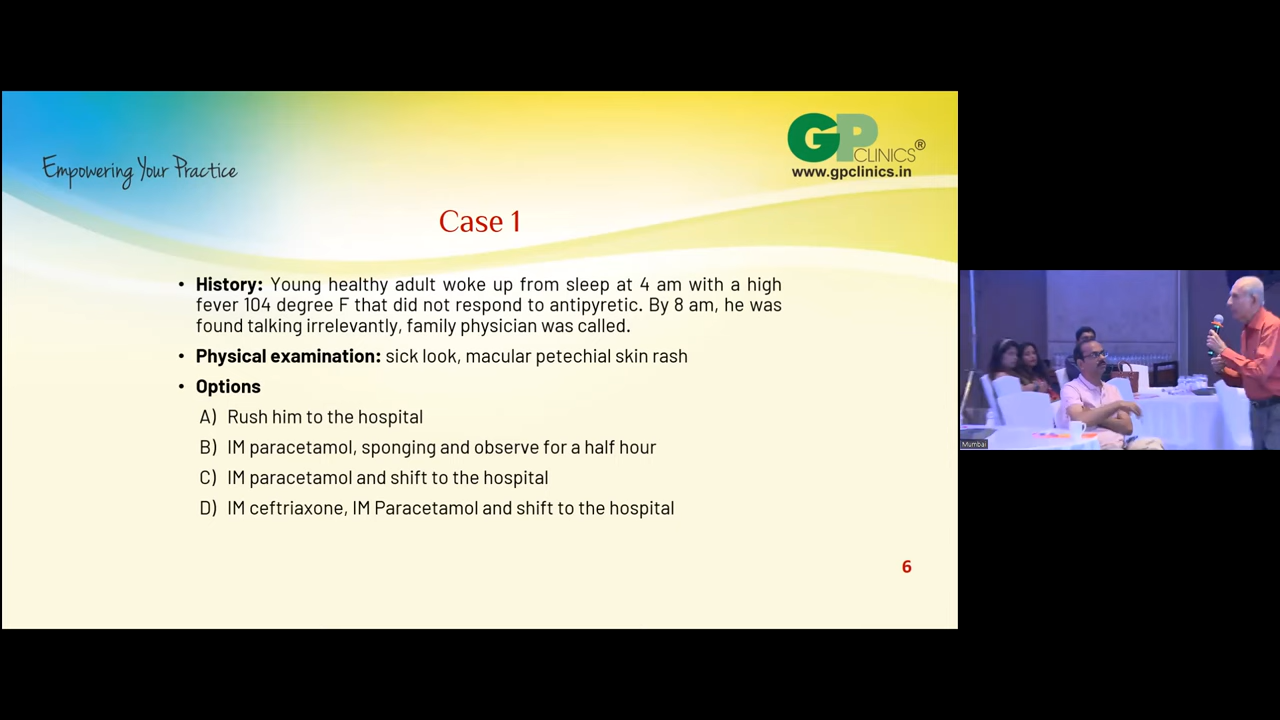 Empowering Your Practice
GP CLINICS®
www.gpclinics.in
Case 1
• History: Young healthy adult woke up from sleep at 4 am with a high
fever 104 degree F that did not respond to antipyretic. By 8 am, he was
found talking irrelevantly, family physician was called.
• Physical examination: sick look, macular petechial skin rash
• Options
A) Rush him to the hospital
B) IM paracetamol, sponging and observe for a half hour
C) IM paracetamol and shift to the hospital
D) IM ceftriaxone, IM Paracetamol and shift to the hospital
6
Mumbai